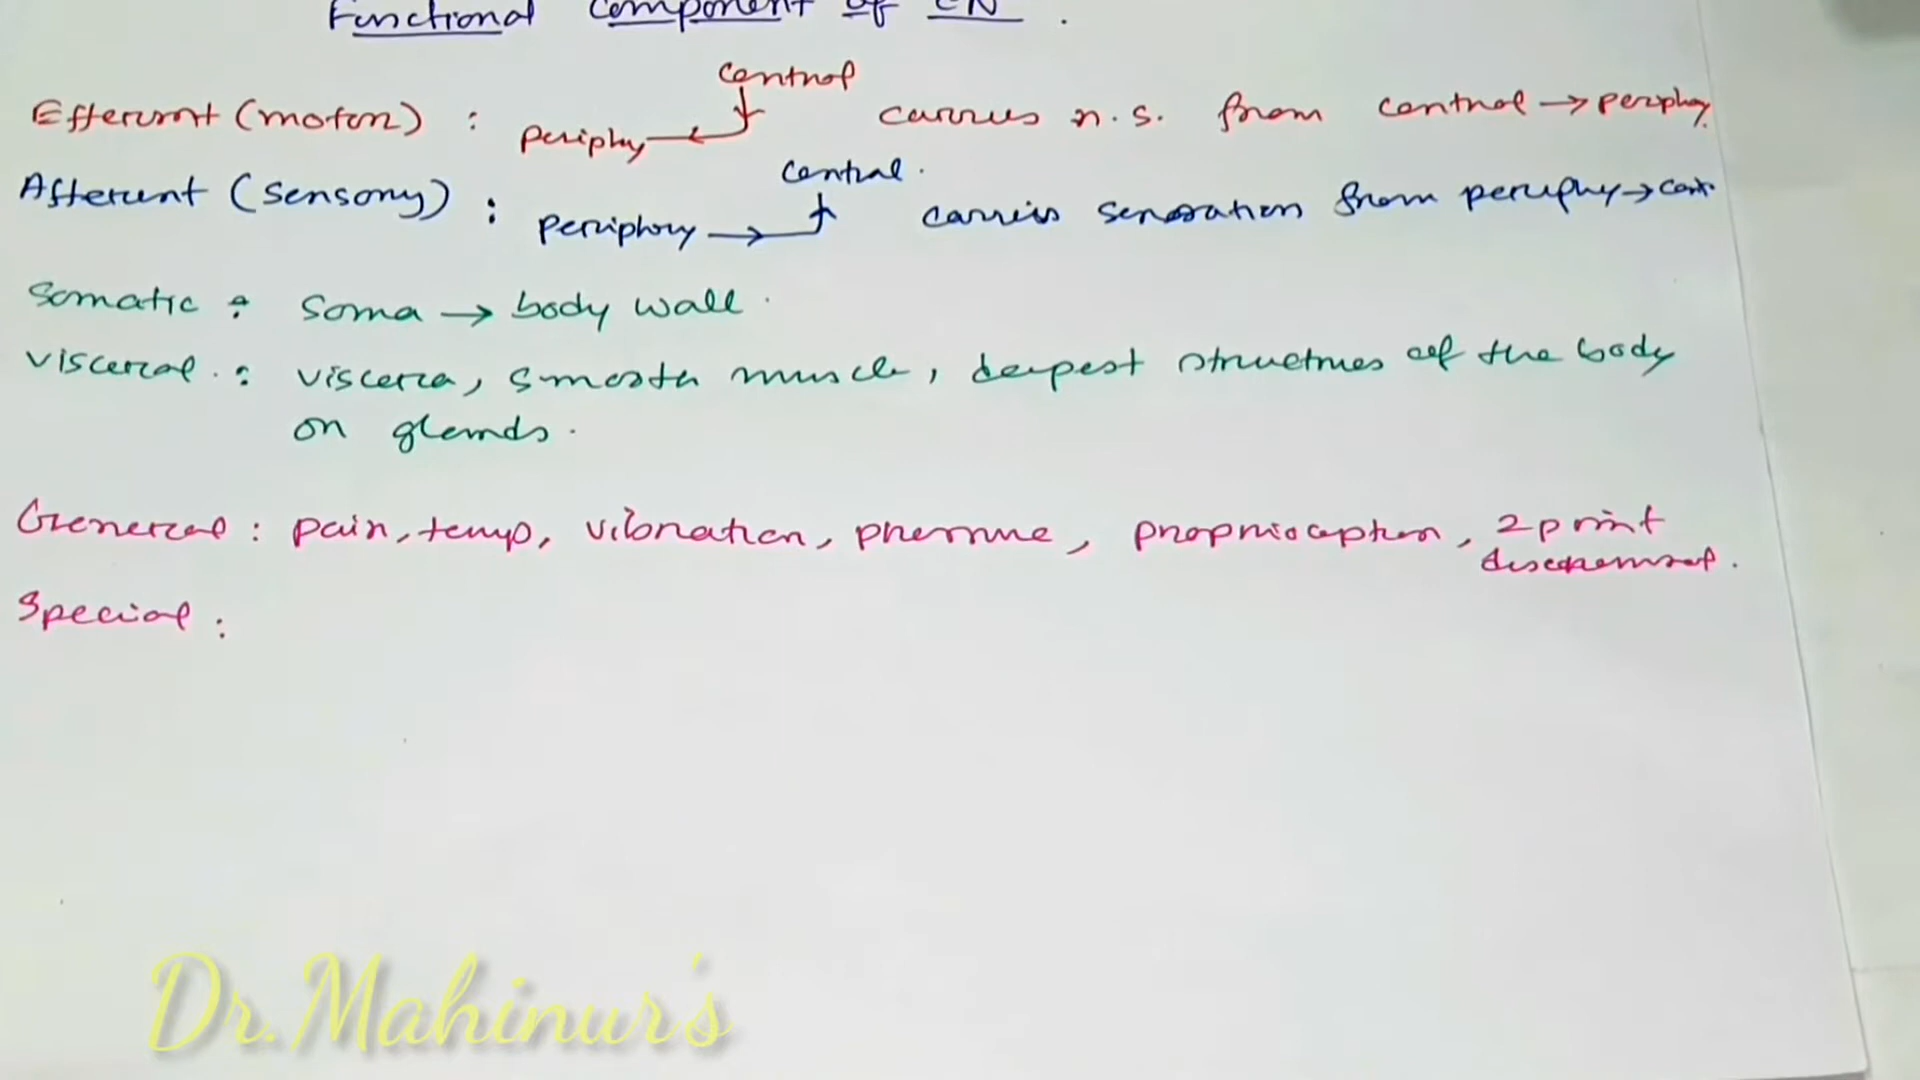 Functional Component of CN.
central
Efferent (motor) : periphy ← carries n.s. from central → periphy.
central.
Afferent (sensory) : periphery → carries sensation from periphy → cent.
Somatic : Soma → body wall.
Visceral : viscera, smooth muscle, deepest structures of the body
or glands.
General : pain, temp, vibration, pressure, proprioception, 2 point
Special :
Dr.Mahinur's